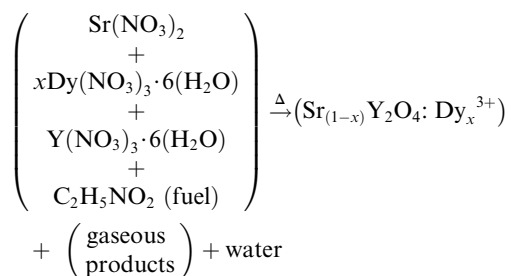 Sr(NO₃)₂
+
xDy(NO₃)₃·6(H₂O)
+
Y(NO₃)₃·6(H₂O)
+
C₂H₅NO₂ (fuel)
Δ→ (Sr₍₁₋ₓ₎Y₂O₄: Dyₓ³⁺)
+ (gaseous
products) + water